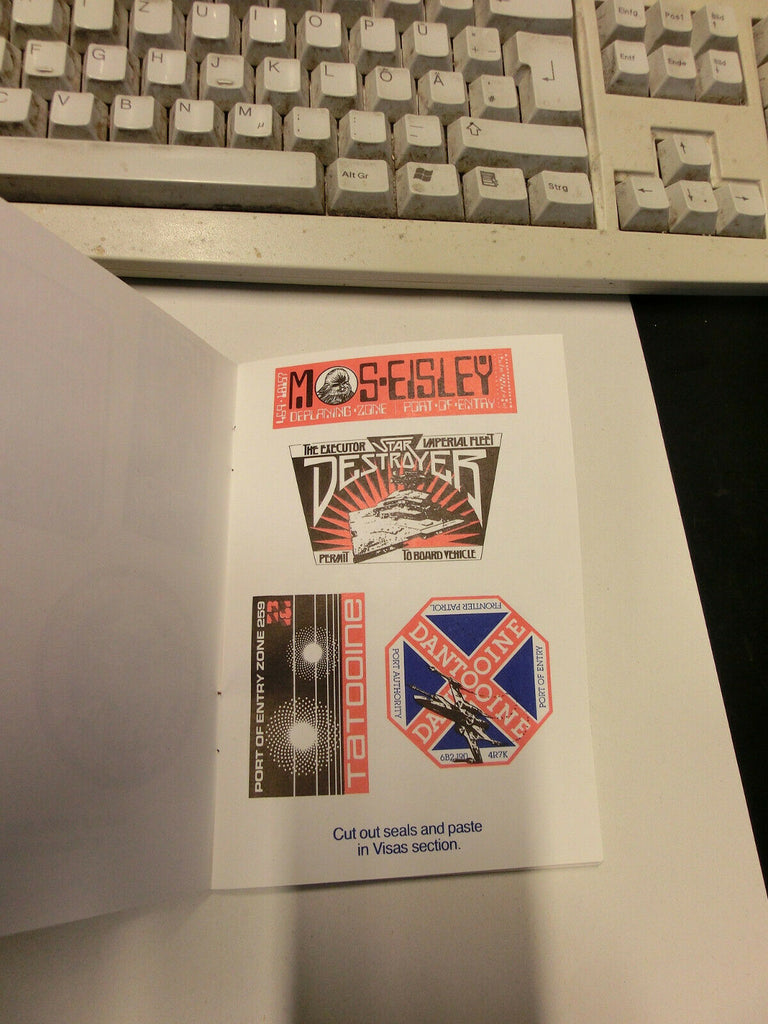 Z U I O P Ü
Einfg Pos1 Bild
F G H J K L Ö Ä
Entf Ende Bild
C V B N M µ
Alt Gr Strg
MOS·EISLEY
DEPLANING·ZONE PORT·OF·ENTRY
THE EXECUTOR STAR IMPERIAL FLEET
DESTROYER
PERMIT TO BOARD VEHICLE
PORT OF ENTRY ZONE 259
TaTOOINE
FRONTIER PATROL
DANTOOINE
PORT AUTHORITY
PORT OF ENTRY
DANTOOINE
4R7K
Cut out seals and paste
in Visas section.